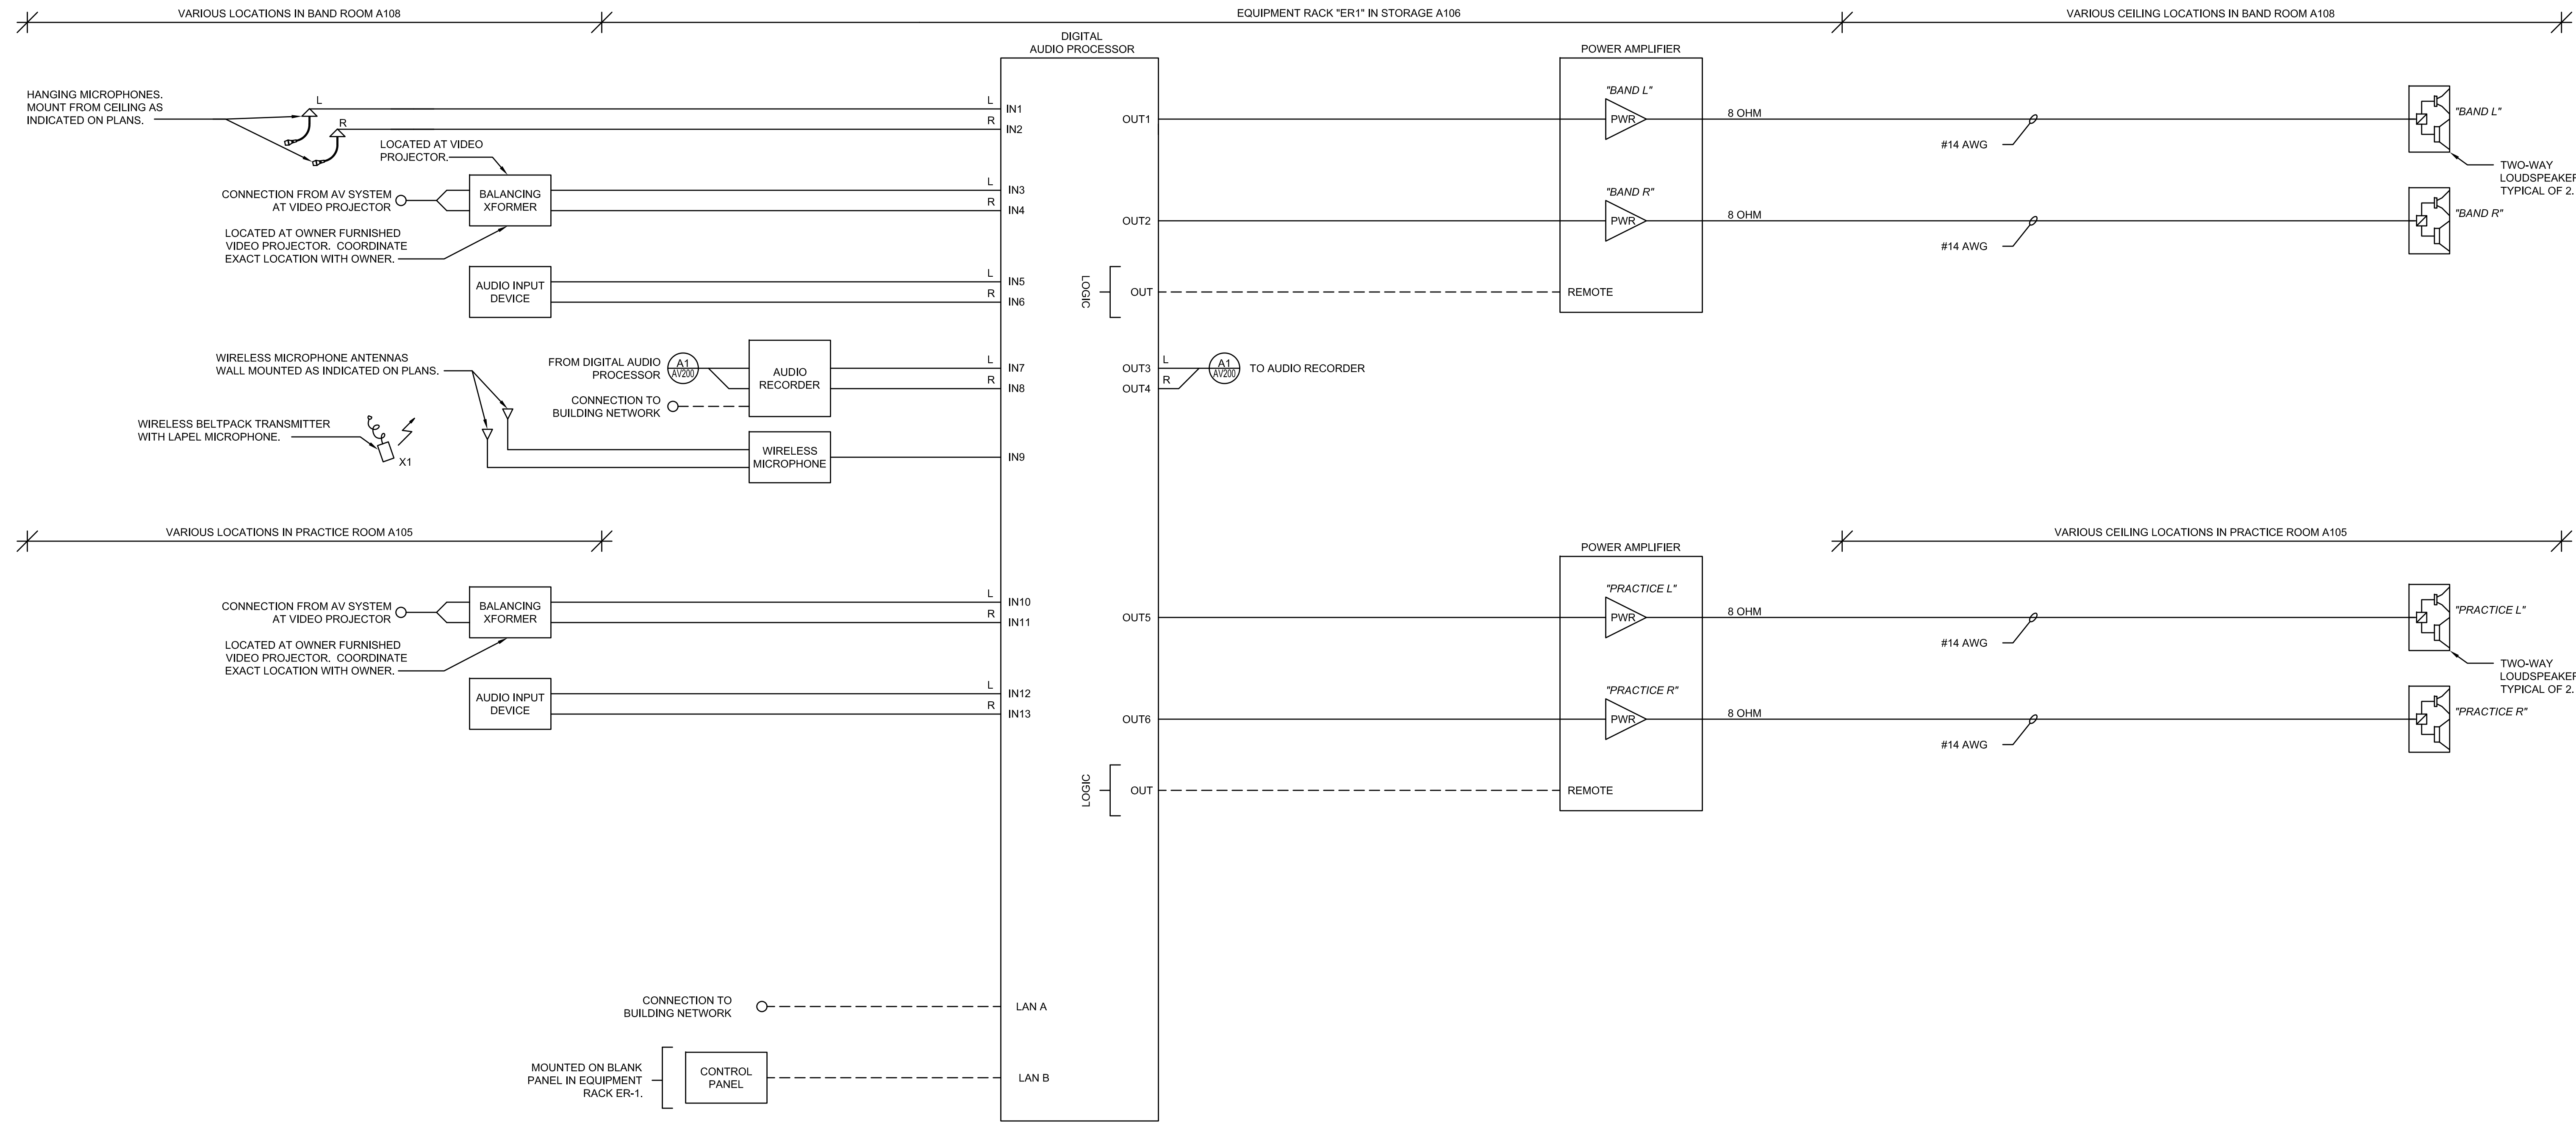 VARIOUS LOCATIONS IN BAND ROOM A108
EQUIPMENT RACK "ER1" IN STORAGE A106
VARIOUS CEILING LOCATIONS IN BAND ROOM A108
DIGITAL
AUDIO PROCESSOR
POWER AMPLIFIER
HANGING MICROPHONES.
MOUNT FROM CEILING AS
INDICATED ON PLANS.
L
R
L
IN1
R
IN2
LOCATED AT VIDEO
PROJECTOR.
CONNECTION FROM AV SYSTEM
AT VIDEO PROJECTOR
BALANCING
XFORMER
L
IN3
R
IN4
LOCATED AT OWNER FURNISHED
VIDEO PROJECTOR. COORDINATE
EXACT LOCATION WITH OWNER.
AUDIO INPUT
DEVICE
L
IN5
R
IN6
WIRELESS MICROPHONE ANTENNAS
WALL MOUNTED AS INDICATED ON PLANS.
FROM DIGITAL AUDIO
PROCESSOR
A1
AV200
AUDIO
RECORDER
CONNECTION TO
BUILDING NETWORK
L
IN7
R
IN8
WIRELESS BELTPACK TRANSMITTER
WITH LAPEL MICROPHONE.
X1
WIRELESS
MICROPHONE
IN9
OUT1
"BAND L"
PWR
8 OHM
#14 AWG
"BAND L"
TWO-WAY
LOUDSPEAKER
TYPICAL OF 2.
OUT2
"BAND R"
PWR
8 OHM
#14 AWG
"BAND R"
LOGIC
OUT
REMOTE
OUT3
L
OUT4
R
A1
AV200
TO AUDIO RECORDER
VARIOUS LOCATIONS IN PRACTICE ROOM A105
VARIOUS CEILING LOCATIONS IN PRACTICE ROOM A105
POWER AMPLIFIER
CONNECTION FROM AV SYSTEM
AT VIDEO PROJECTOR
BALANCING
XFORMER
L
IN10
R
IN11
LOCATED AT OWNER FURNISHED
VIDEO PROJECTOR. COORDINATE
EXACT LOCATION WITH OWNER.
AUDIO INPUT
DEVICE
L
IN12
R
IN13
OUT5
"PRACTICE L"
PWR
8 OHM
#14 AWG
"PRACTICE L"
TWO-WAY
LOUDSPEAKER
TYPICAL OF 2.
OUT6
"PRACTICE R"
PWR
8 OHM
#14 AWG
"PRACTICE R"
LOGIC
OUT
REMOTE
CONNECTION TO
BUILDING NETWORK
LAN A
MOUNTED ON BLANK
PANEL IN EQUIPMENT
RACK ER-1.
CONTROL
PANEL
LAN B